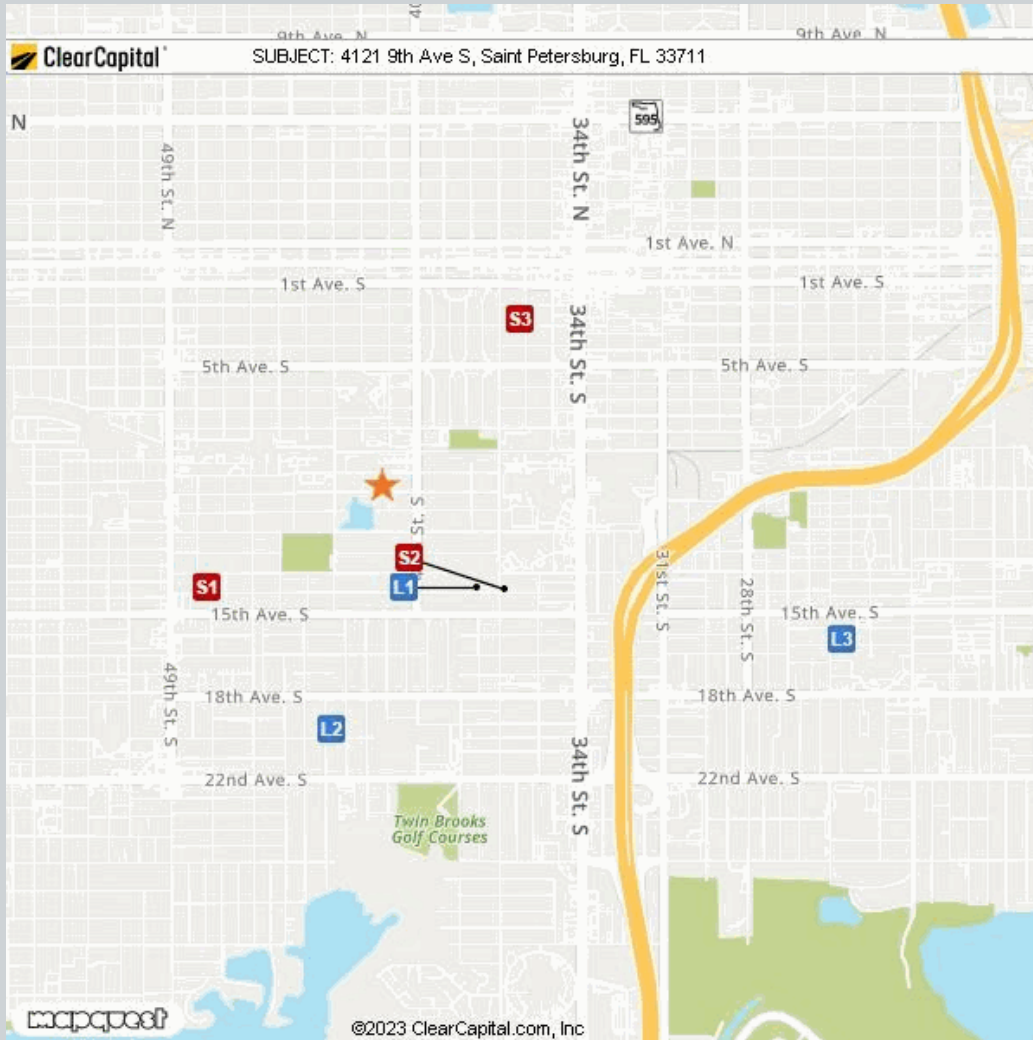 40
9th Ave N
9th Ave N
ClearCapital
SUBJECT: 4121 9th Ave S, Saint Petersburg, FL 33711
N
595
49th St. N
34th St. N
1st Ave. N
1st Ave. S
1st Ave. S
S3
34th St. S
5th Ave. S
5th Ave. S
St. S
S2
S1
L1
31st St. S
28th St. S
15th Ave. S
15th Ave. S
L3
49th St. S
18th Ave. S
18th Ave. S
L2
34th St. S
22nd Ave. S
22nd Ave. S
Twin Brooks
Golf Courses
mapquest
©2023 ClearCapital.com, Inc